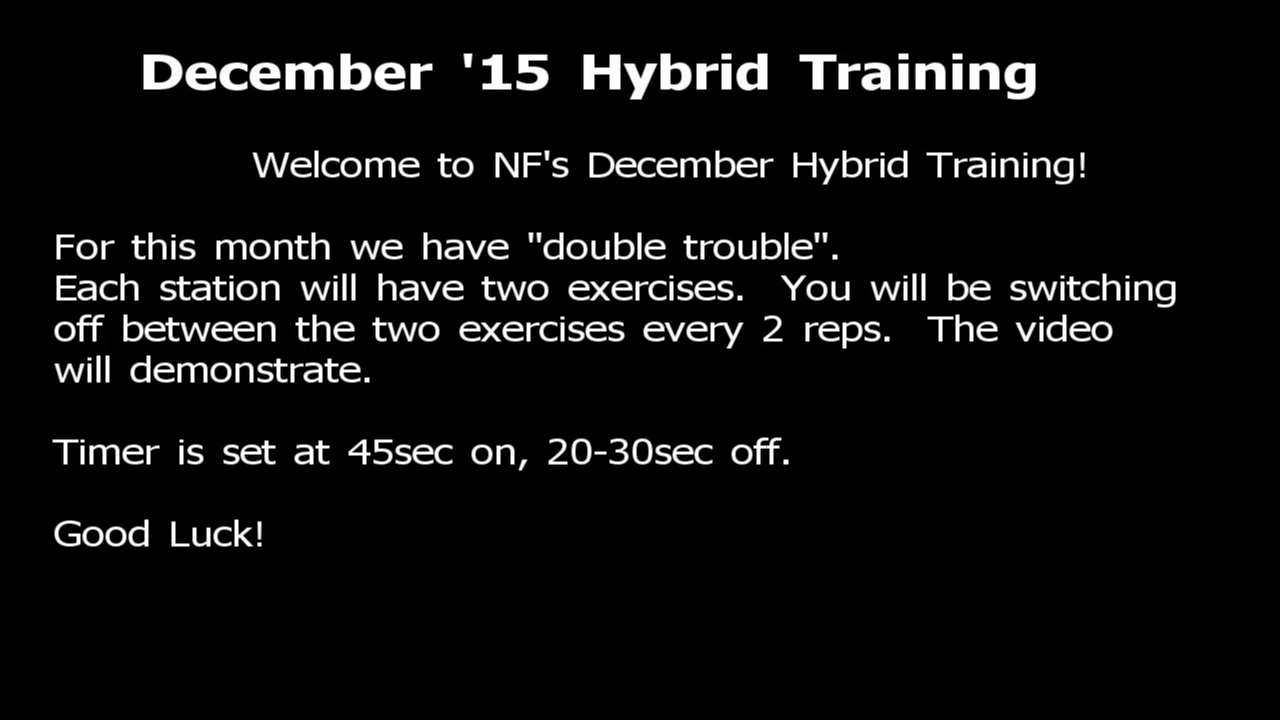 December '15 Hybrid Training
Welcome to NF's December Hybrid Training!
For this month we have "double trouble".
Each station will have two exercises.  You will be switching
off between the two exercises every 2 reps.  The video
will demonstrate.
Timer is set at 45sec on, 20-30sec off.
Good Luck!